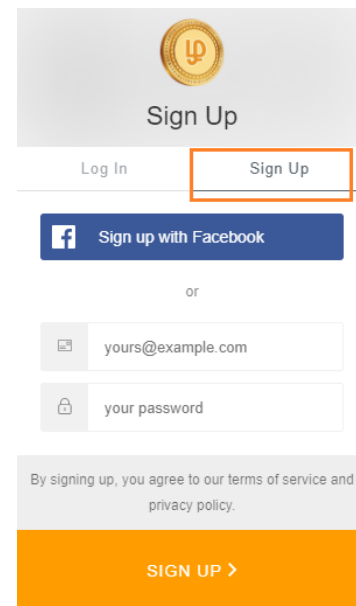 Sign Up
Log In
Sign Up
Sign up with Facebook
or
yours@example.com
your password
By signing up, you agree to our terms of service and
privacy policy.
SIGN UP >